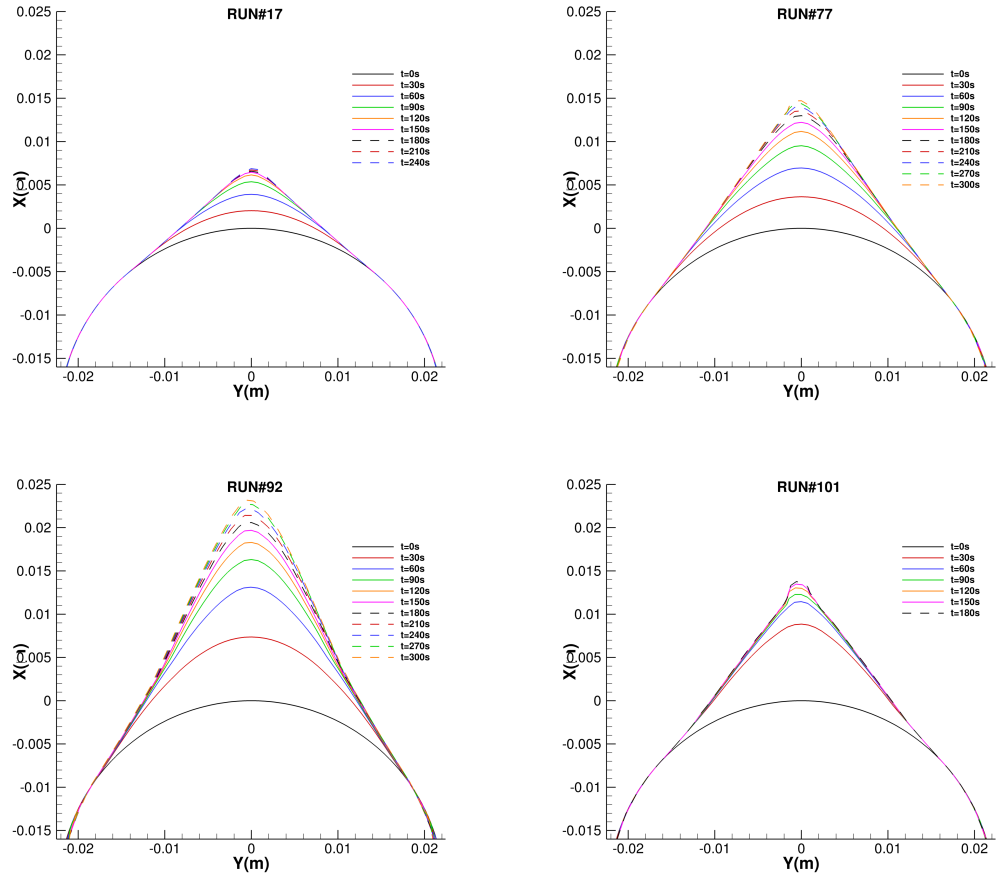 RUN#17
0.025
0.02
0.015
0.01
0.005
0
-0.005
-0.01
-0.015
t=0s
t=30s
t=60s
t=90s
t=120s
t=150s
t=180s
t=210s
t=240s
-0.02 -0.01 0 0.01 0.02
Y(m)
RUN#77
0.025
0.02
0.015
0.01
0.005
0
-0.005
-0.01
-0.015
t=0s
t=30s
t=60s
t=90s
t=120s
t=150s
t=180s
t=210s
t=240s
t=270s
t=300s
-0.02 -0.01 0 0.01 0.02
Y(m)
RUN#92
0.025
0.02
0.015
0.01
0.005
0
-0.005
-0.01
-0.015
t=0s
t=30s
t=60s
t=90s
t=120s
t=150s
t=180s
t=210s
t=240s
t=270s
t=300s
-0.02 -0.01 0 0.01 0.02
Y(m)
RUN#101
0.025
0.02
0.015
0.01
0.005
0
-0.005
-0.01
-0.015
t=0s
t=30s
t=60s
t=90s
t=120s
t=150s
t=180s
-0.02 -0.01 0 0.01 0.02
Y(m)